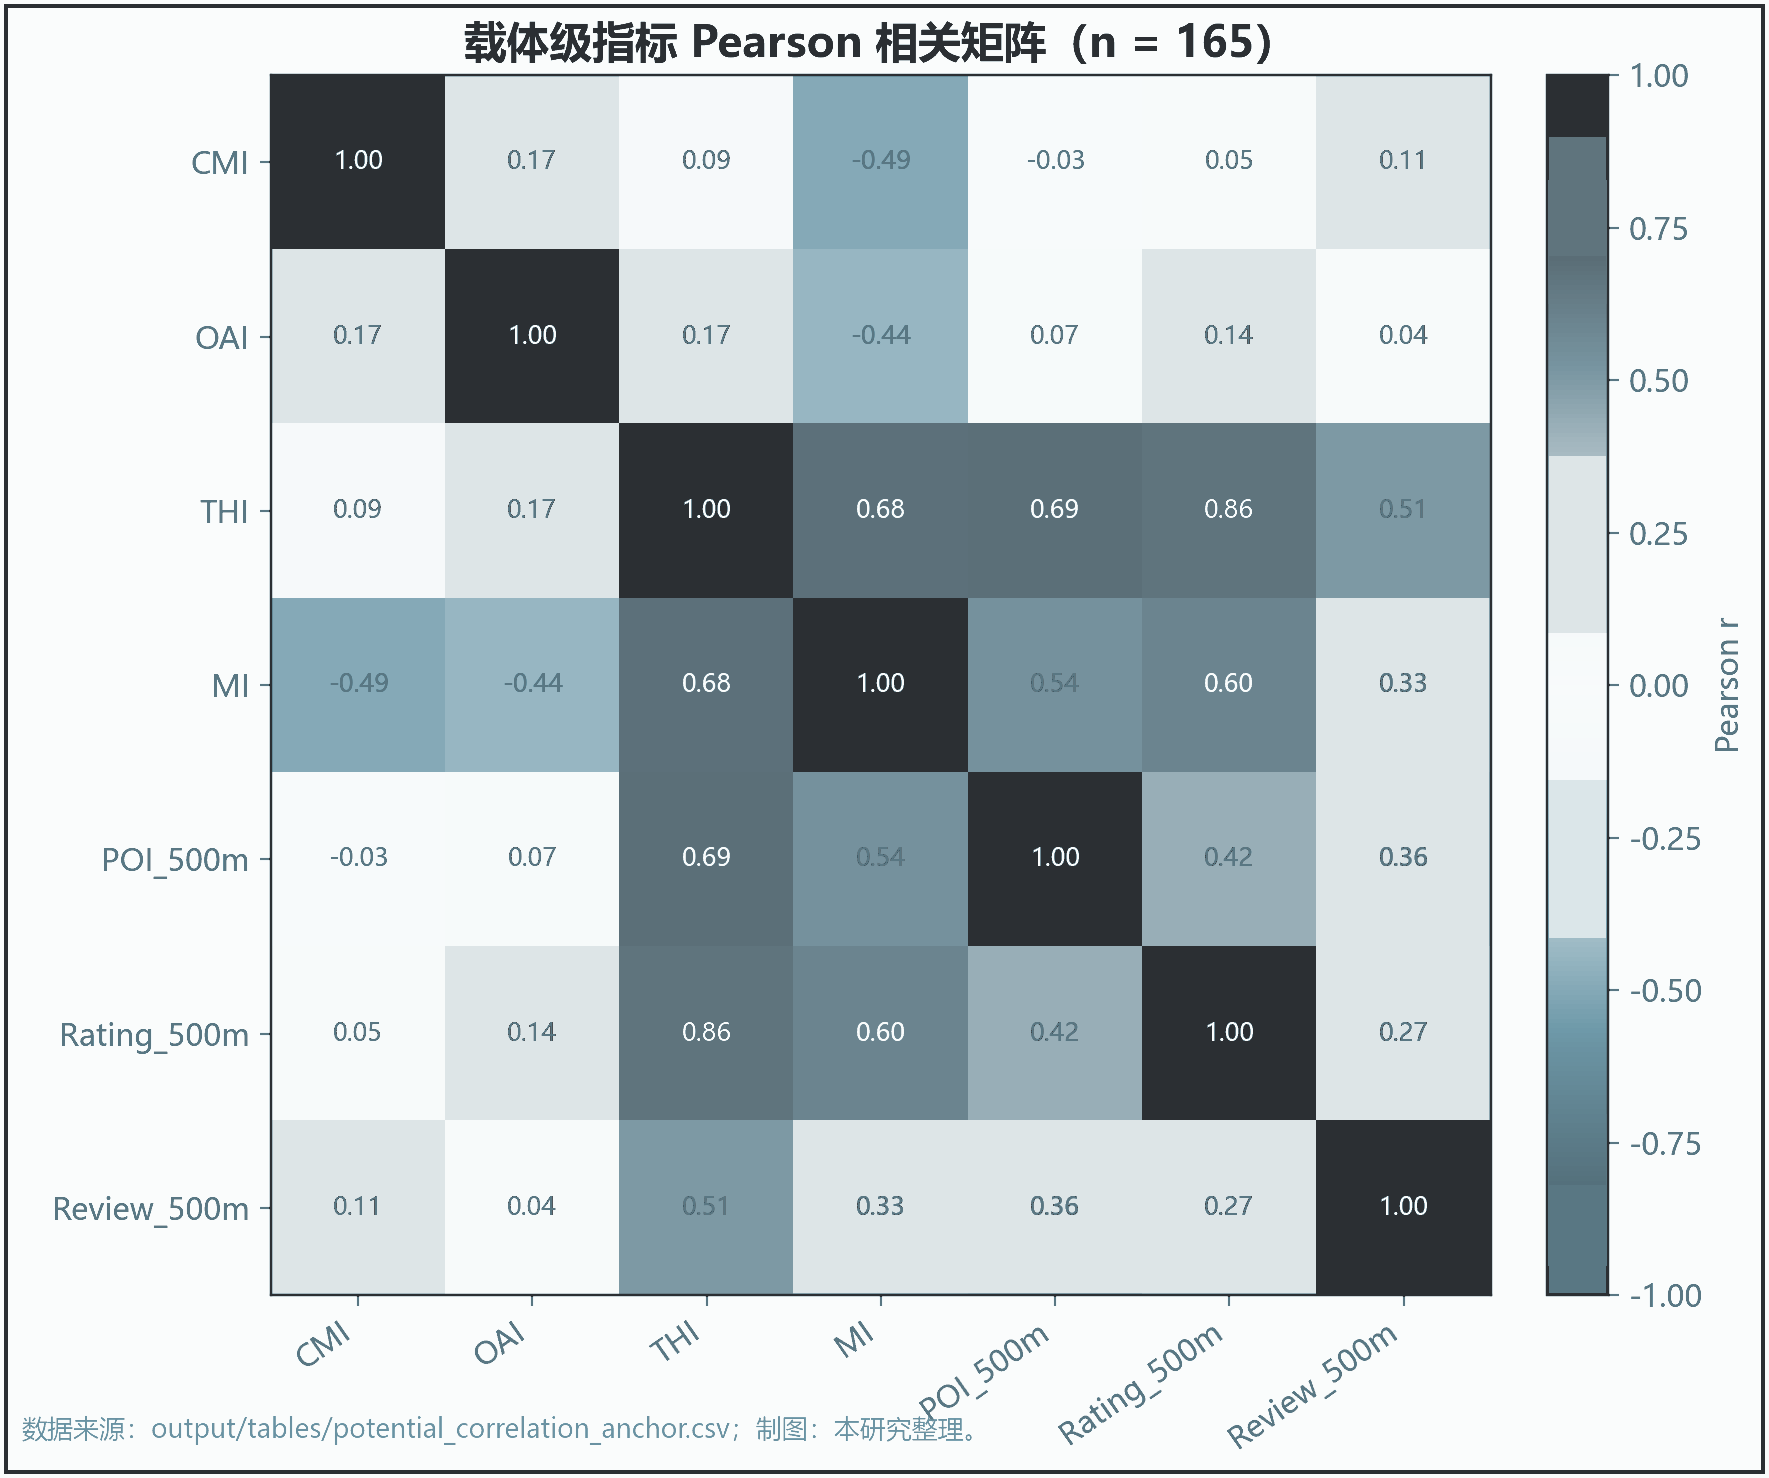 载体级指标 Pearson 相关矩阵（n = 165）
CMI 1.00 0.17 0.09 -0.49 -0.03 0.05 0.11
OAI 0.17 1.00 0.17 -0.44 0.07 0.14 0.04
THI 0.09 0.17 1.00 0.68 0.69 0.86 0.51
MI -0.49 -0.44 0.68 1.00 0.54 0.60 0.33
POI_500m -0.03 0.07 0.69 0.54 1.00 0.42 0.36
Rating_500m 0.05 0.14 0.86 0.60 0.42 1.00 0.27
Review_500m 0.11 0.04 0.51 0.33 0.36 0.27 1.00
CMI OAI THI MI POI_500m Rating_500m Review_500m
1.00
0.75
0.50
0.25
0.00
-0.25
-0.50
-0.75
-1.00
Pearson r
数据来源：output/tables/potential_correlation_anchor.csv；制图：本研究整理。